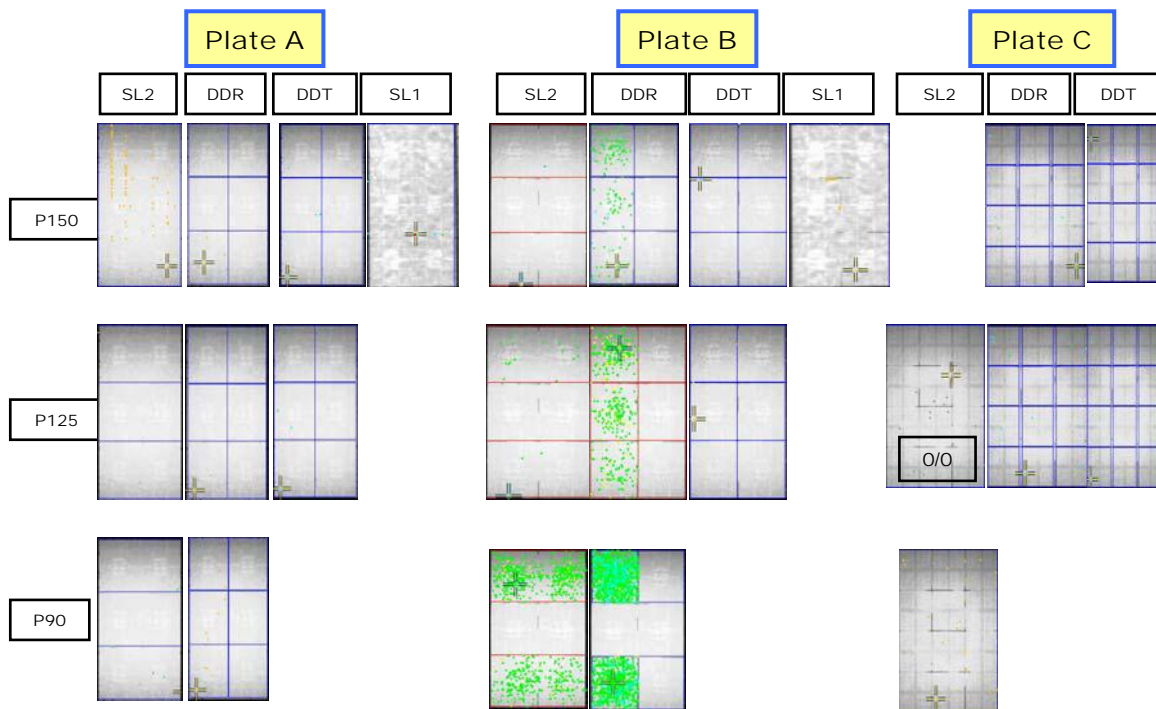 Plate A
Plate B
Plate C
SL2
DDR
DDT
SL1
SL2
DDR
DDT
SL1
SL2
DDR
DDT
P150
P125
0/0
P90